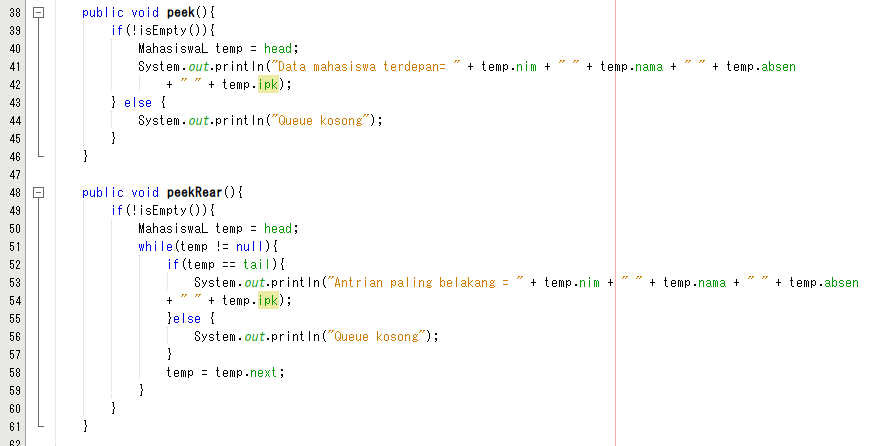 38 public void peek(){
39 if(!isEmpty()){
40 MahasiswaL temp = head;
41 System.out.println("Data mahasiswa terdepan= " + temp.nim + " " + temp.nama + " " + temp.absen
42 + " " + temp.ipk);
43 } else {
44 System.out.println("Queue kosong");
45 }
46 }
47
48 public void peekRear(){
49 if(!isEmpty()){
50 MahasiswaL temp = head;
51 while(temp != null){
52 if(temp == tail){
53 System.out.println("Antrian paling belakang = " + temp.nim + " " + temp.nama + " " + temp.absen
54 + " " + temp.ipk);
55 }else {
56 System.out.println("Queue kosong");
57 }
58 temp = temp.next;
59 }
60 }
61 }
62